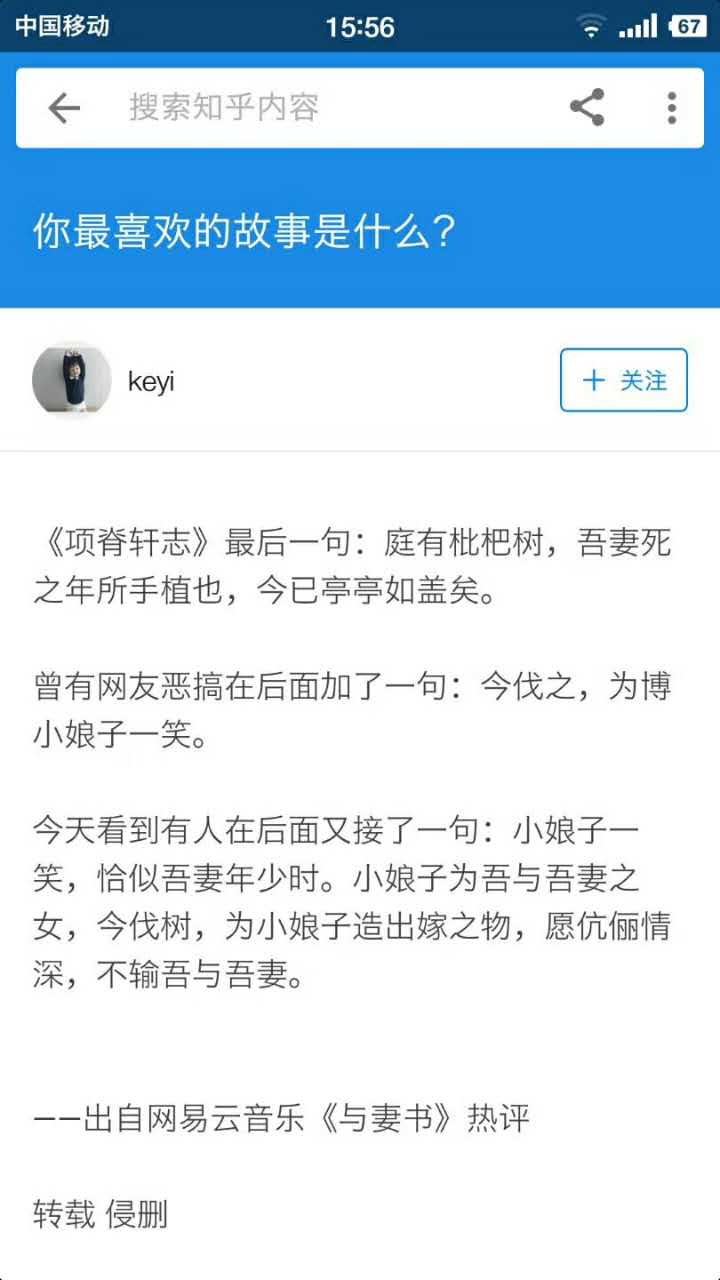 中国移动 15:56 67
搜索知乎内容
你最喜欢的故事是什么?
keyi
+ 关注
《项脊轩志》最后一句：庭有枇杷树，吾妻死
之年所手植也，今已亭亭如盖矣。
曾有网友恶搞在后面加了一句：今伐之，为博
小娘子一笑。
今天看到有人在后面又接了一句：小娘子一
笑，恰似吾妻年少时。小娘子为吾与吾妻之
女，今伐树，为小娘子造出嫁之物，愿伉俪情
深，不输吾与吾妻。
——出自网易云音乐《与妻书》热评
转载 侵删